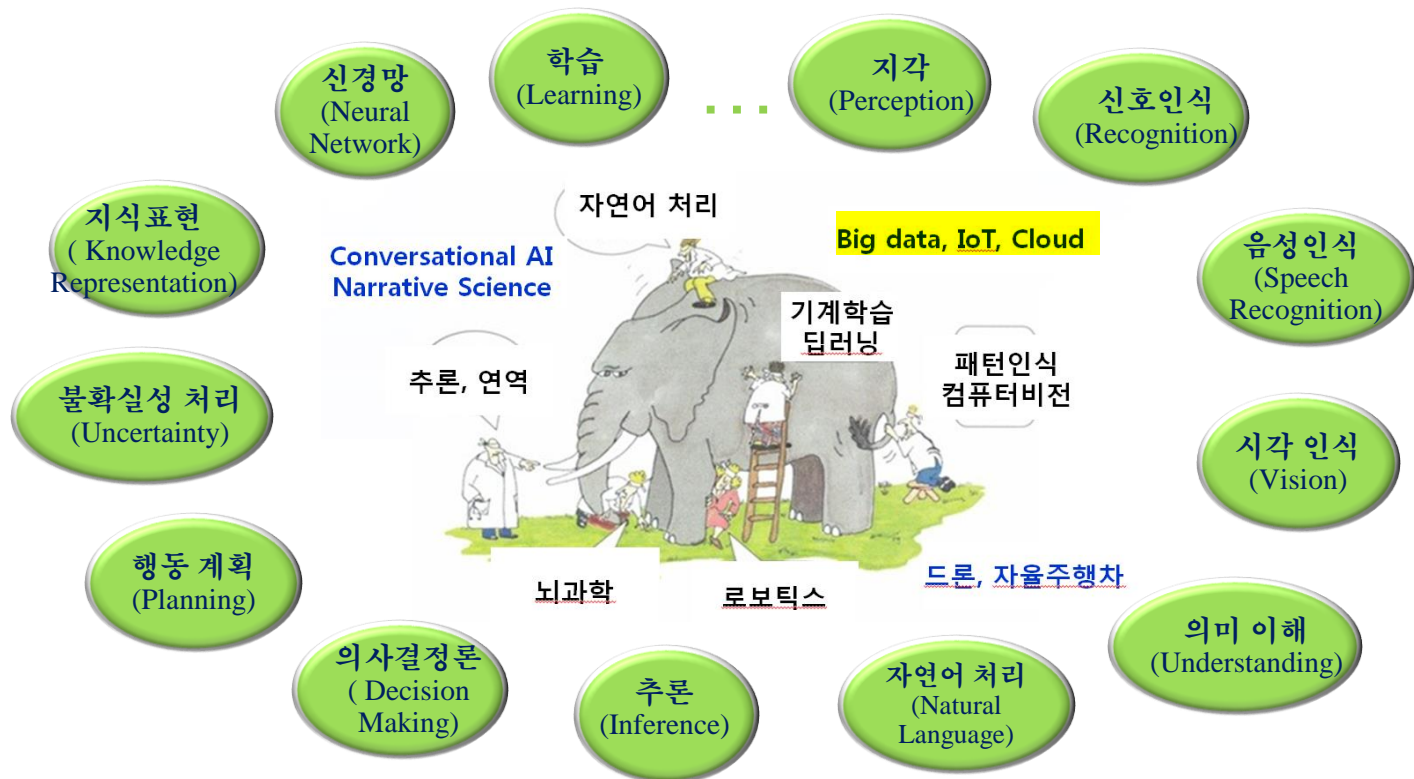 신경망
(Neural
Network)
학습
(Learning)
...
지각
(Perception)
신호인식
(Recognition)
지식표현
( Knowledge
Representation)
자연어 처리
Conversational AI
Narrative Science
Big data, IoT, Cloud
음성인식
(Speech
Recognition)
기계학습
딥러닝
추론, 연역
패턴인식
컴퓨터비전
불확실성 처리
(Uncertainty)
시각 인식
(Vision)
행동 계획
(Planning)
뇌과학
로보틱스
드론, 자율주행차
의미 이해
(Understanding)
의사결정론
( Decision
Making)
추론
(Inference)
자연어 처리
(Natural
Language)